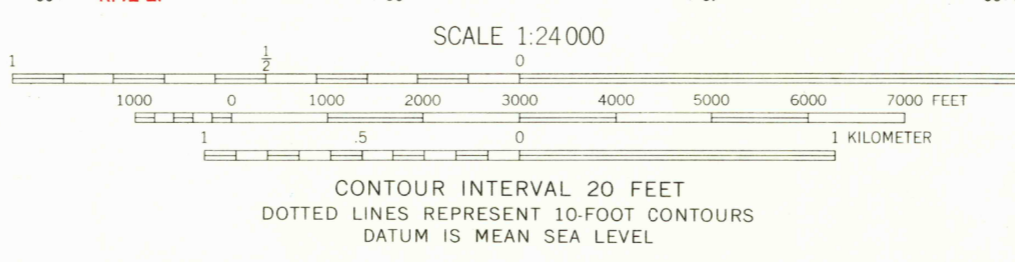 SCALE 1:24 000
1 1/2 0
1000 0 1000 2000 3000 4000 5000 6000 7000 FEET
1 .5 0 1 KILOMETER
CONTOUR INTERVAL 20 FEET
DOTTED LINES REPRESENT 10-FOOT CONTOURS
DATUM IS MEAN SEA LEVEL